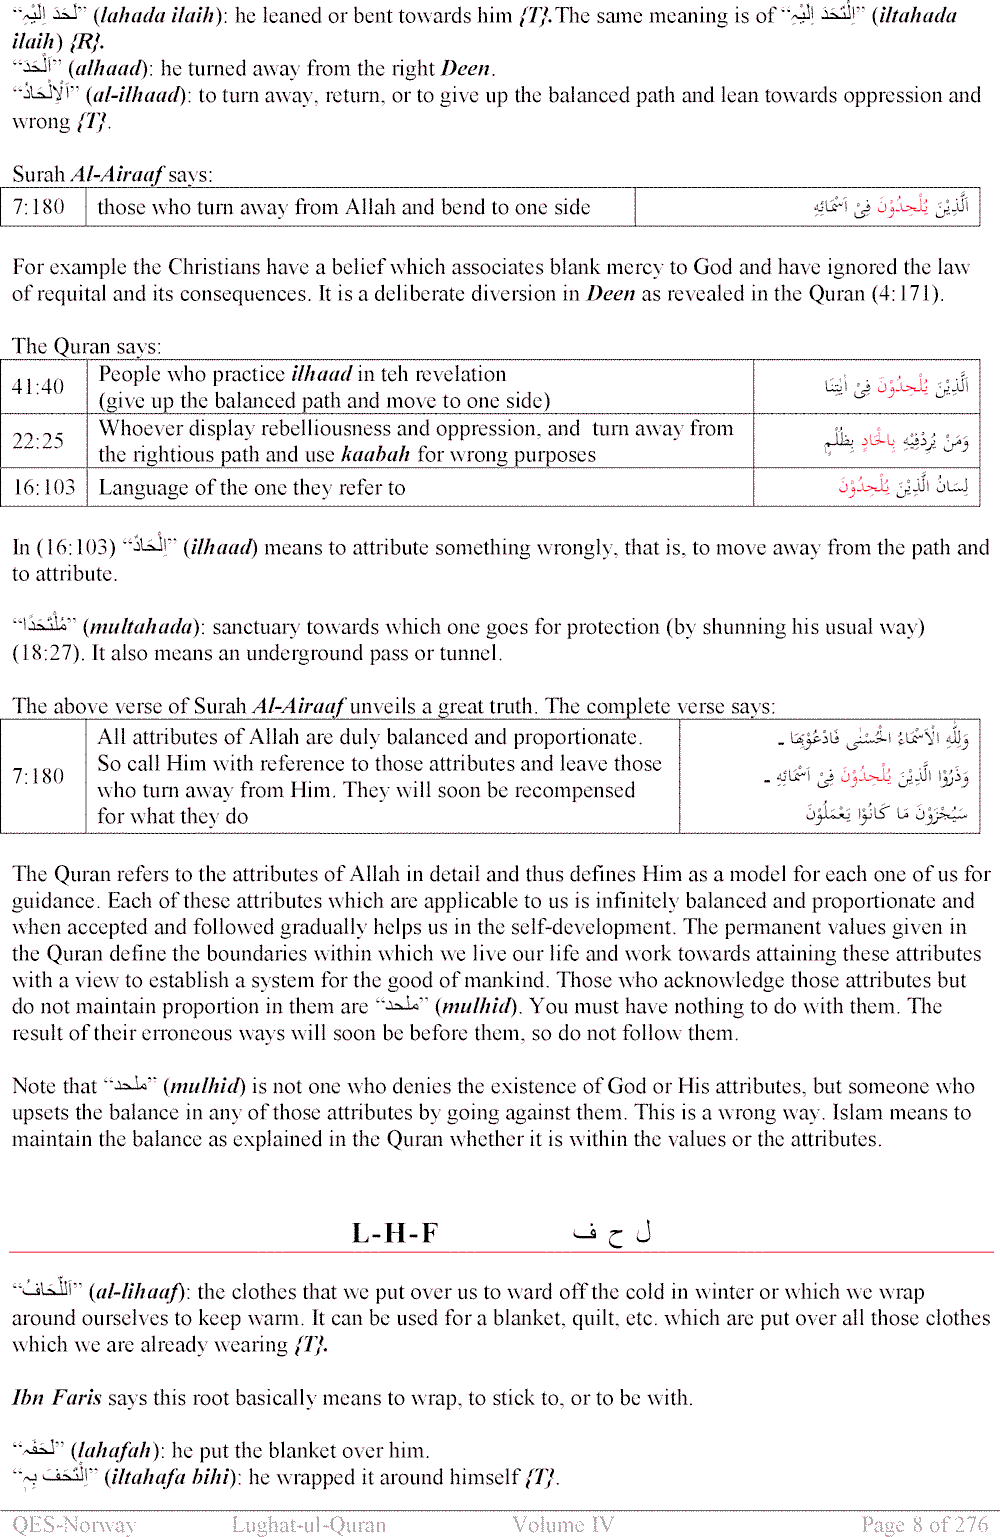 “لَحَدَ اِلَيْہِ” (lahada ilaih): he leaned or bent towards him {T}.The same meaning is of “اِلْتَحَدَ اِلَيْہِ” (iltahada
ilaih) {R}.
“اَلْحَدَ” (alhaad): he turned away from the right Deen.
“اَلْاِلْحَادُ” (al-ilhaad): to turn away, return, or to give up the balanced path and lean towards oppression and
wrong {T}.
Surah Al-Airaaf says:
7:180 those who turn away from Allah and bend to one side اَلَّذِيْنَ يُلْحِدُوْنَ فِىْ اَسْمَائِهِ
For example the Christians have a belief which associates blank mercy to God and have ignored the law
of requital and its consequences. It is a deliberate diversion in Deen as revealed in the Quran (4:171).
The Quran says:
41:40 People who practice ilhaad in teh revelation
(give up the balanced path and move to one side) اَلَّذِيْنَ يُلْحِدُوْنَ فِىْ اٰيٰتِنَا
22:25 Whoever display rebelliousness and oppression, and turn away from
the rightious path and use kaabah for wrong purposes وَمَنْ يُرِدْفِيْهِ بِالْحَادٍ بِظُلْمٍ
16:103 Language of the one they refer to لِسَانُ الَّذِيْنَ يُلْحِدُوْنَ
In (16:103) “اِلْحَادٌ” (ilhaad) means to attribute something wrongly, that is, to move away from the path and
to attribute.
“مُلْتَحَدًا” (multahada): sanctuary towards which one goes for protection (by shunning his usual way)
(18:27). It also means an underground pass or tunnel.
The above verse of Surah Al-Airaaf unveils a great truth. The complete verse says:
7:180 All attributes of Allah are duly balanced and proportionate.
So call Him with reference to those attributes and leave those
who turn away from Him. They will soon be recompensed
for what they do
وَلِلّٰهِ الْاَسْمَاءُ الْحُسْنٰى فَادْعُوْهُ بِهَا ـ
وَذَرُوْا الَّذِيْنَ يُلْحِدُوْنَ فِىْ اَسْمَائِهِ ـ
سَيُجْزَوْنَ مَا كَانُوْا يَعْمَلُوْنَ
The Quran refers to the attributes of Allah in detail and thus defines Him as a model for each one of us for
guidance. Each of these attributes which are applicable to us is infinitely balanced and proportionate and
when accepted and followed gradually helps us in the self-development. The permanent values given in
the Quran define the boundaries within which we live our life and work towards attaining these attributes
with a view to establish a system for the good of mankind. Those who acknowledge those attributes but
do not maintain proportion in them are “ملحد” (mulhid). You must have nothing to do with them. The
result of their erroneous ways will soon be before them, so do not follow them.
Note that “ملحد” (mulhid) is not one who denies the existence of God or His attributes, but someone who
upsets the balance in any of those attributes by going against them. This is a wrong way. Islam means to
maintain the balance as explained in the Quran whether it is within the values or the attributes.
L-H-F ل ح ف
“اَللِّحَافُ” (al-lihaaf): the clothes that we put over us to ward off the cold in winter or which we wrap
around ourselves to keep warm. It can be used for a blanket, quilt, etc. which are put over all those clothes
which we are already wearing {T}.
Ibn Faris says this root basically means to wrap, to stick to, or to be with.
“لَحَفَہٗ” (lahafah): he put the blanket over him.
“اِلْتَحَفَ بِہٖ” (iltahafa bihi): he wrapped it around himself {T}.
QES-Norway Lughat-ul-Quran Volume IV Page 8 of 276